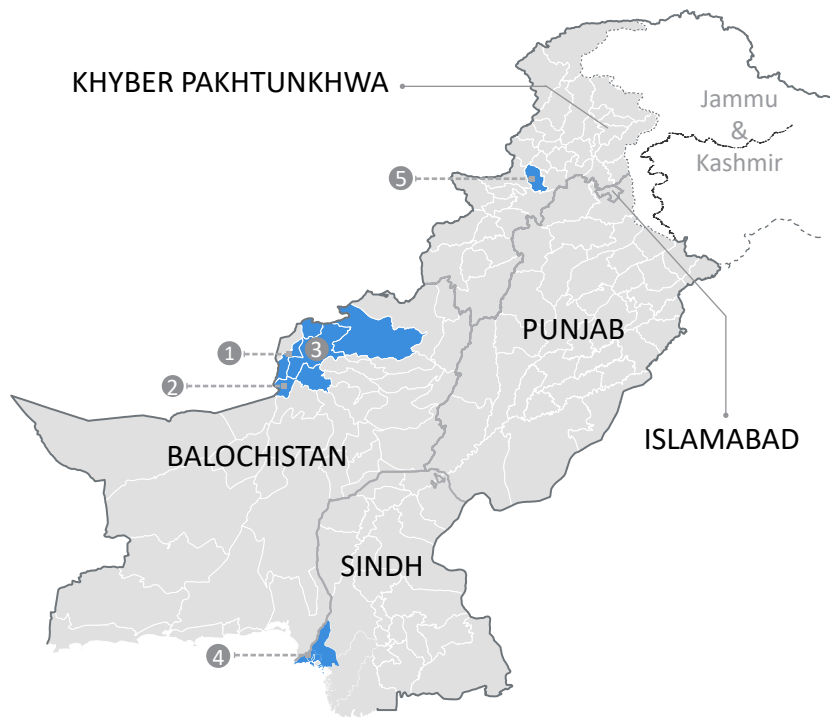 KHYBER PAKHTUNKHWA
Jammu
&
Kashmir
5
PUNJAB
1
3
2
ISLAMABAD
BALOCHISTAN
SINDH
4